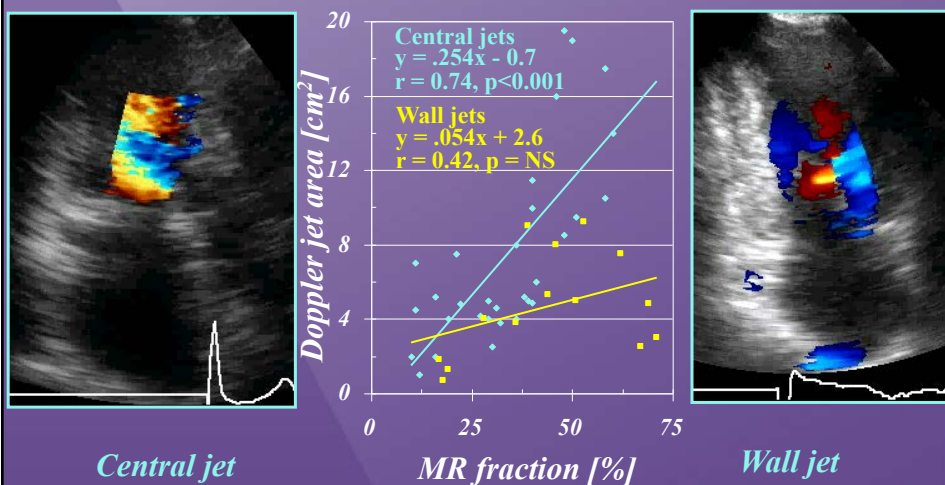 Central jets
y = .254x - 0.7
r = 0.74, p<0.001
Wall jets
y = .054x + 2.6
r = 0.42, p = NS
Doppler jet area [cm²]
20
16
12
8
4
0
0
25
50
75
MR fraction [%]
Central jet
Wall jet